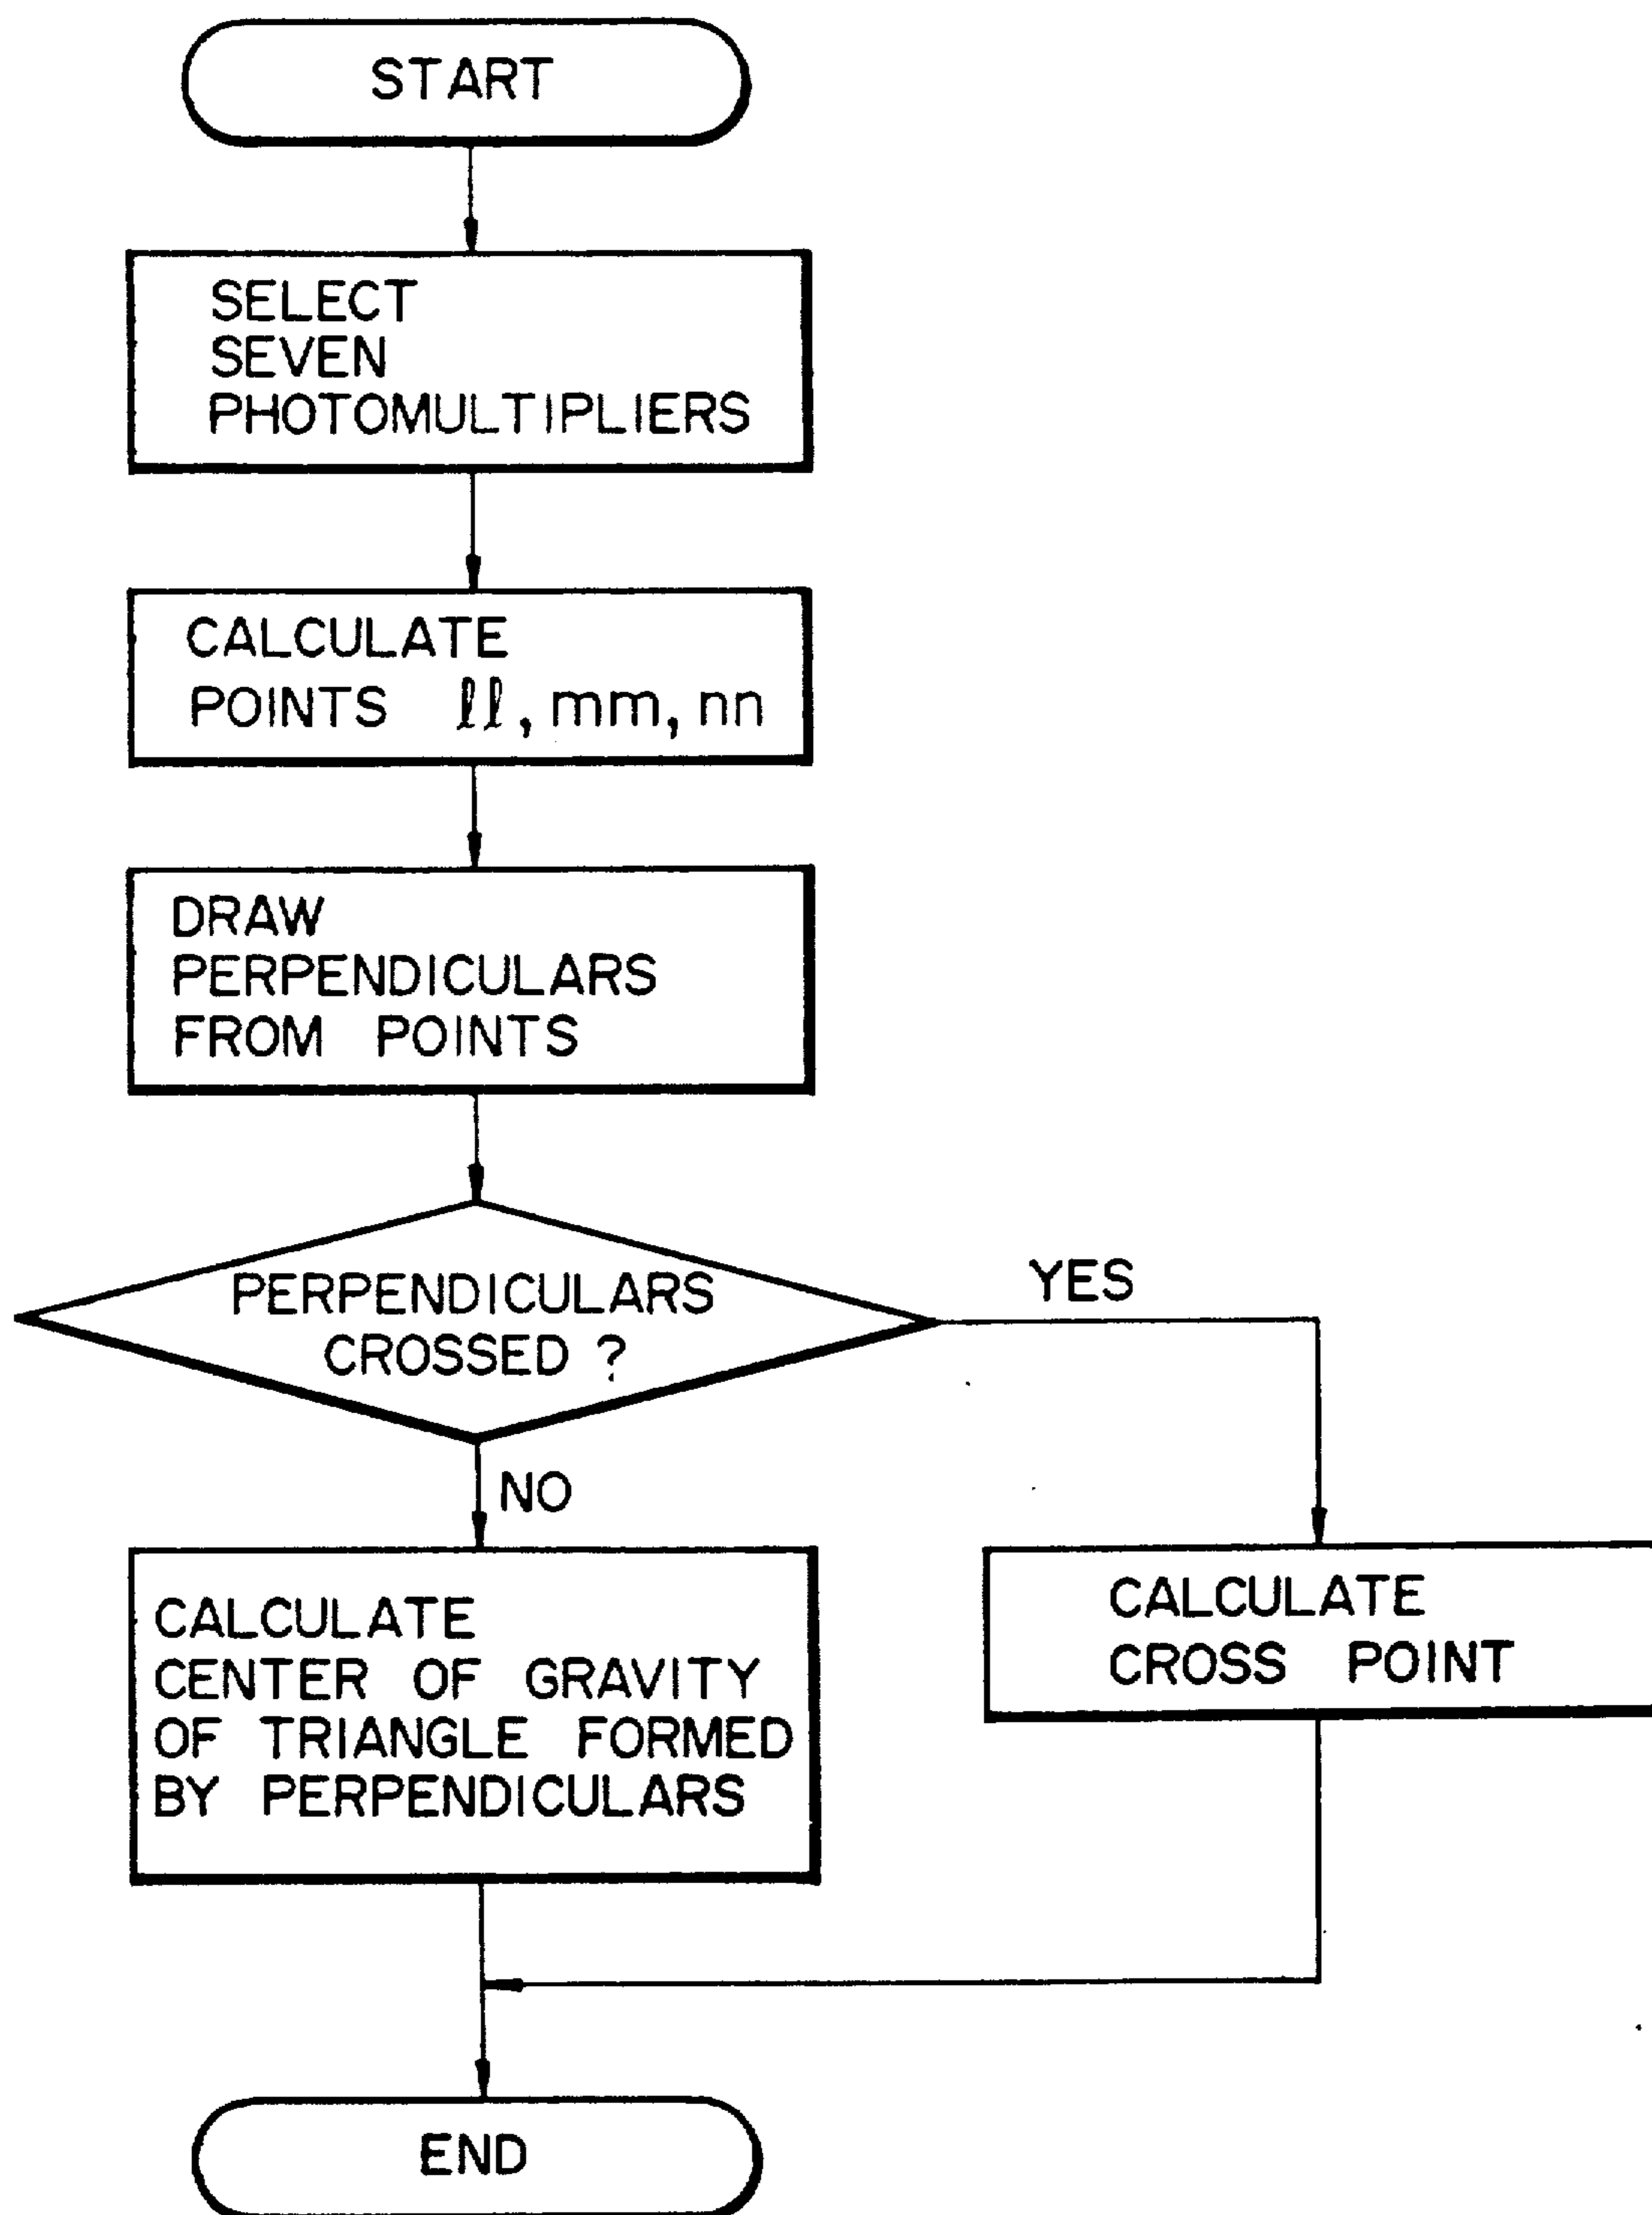 START
SELECT
SEVEN
PHOTOMULTIPLIERS
CALCULATE
POINTS ℓℓ, mm, nn
DRAW
PERPENDICULARS
FROM POINTS
PERPENDICULARS
CROSSED ?
YES
NO
CALCULATE
CENTER OF GRAVITY
OF TRIANGLE FORMED
BY PERPENDICULARS
CALCULATE
CROSS POINT
END